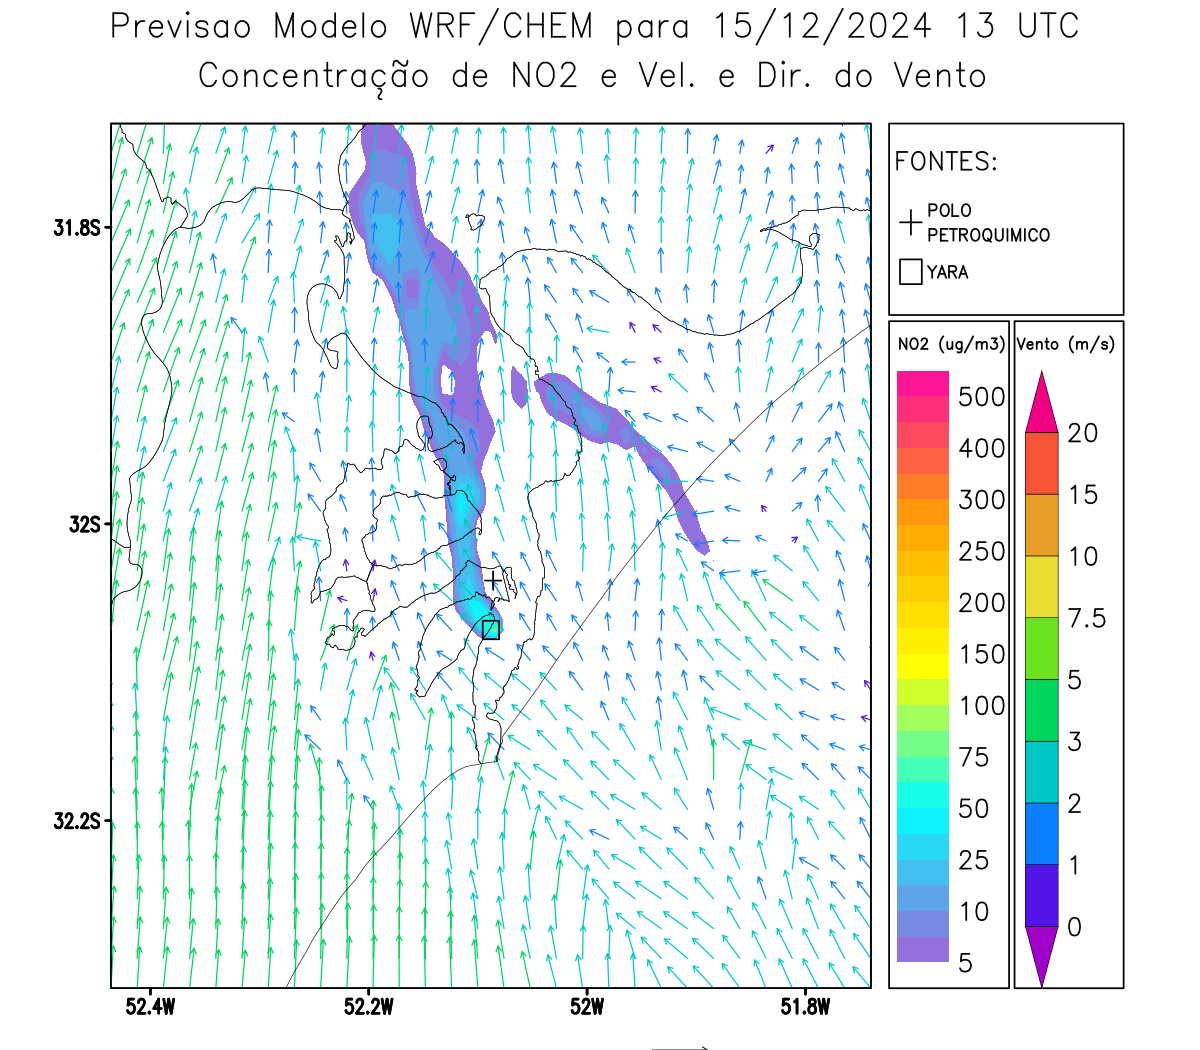 Previsao Modelo WRF/CHEM para 15/12/2024 13 UTC
Concentração de NO2 e Vel. e Dir. do Vento
FONTES:
POLO
PETROQUIMICO
YARA
NO2 (ug/m3)
500
400
300
250
200
150
100
75
50
25
10
5
Vento (m/s)
20
15
10
7.5
5
3
2
1
0
31.8S
32S
32.2S
52.4W
52.2W
52W
51.8W